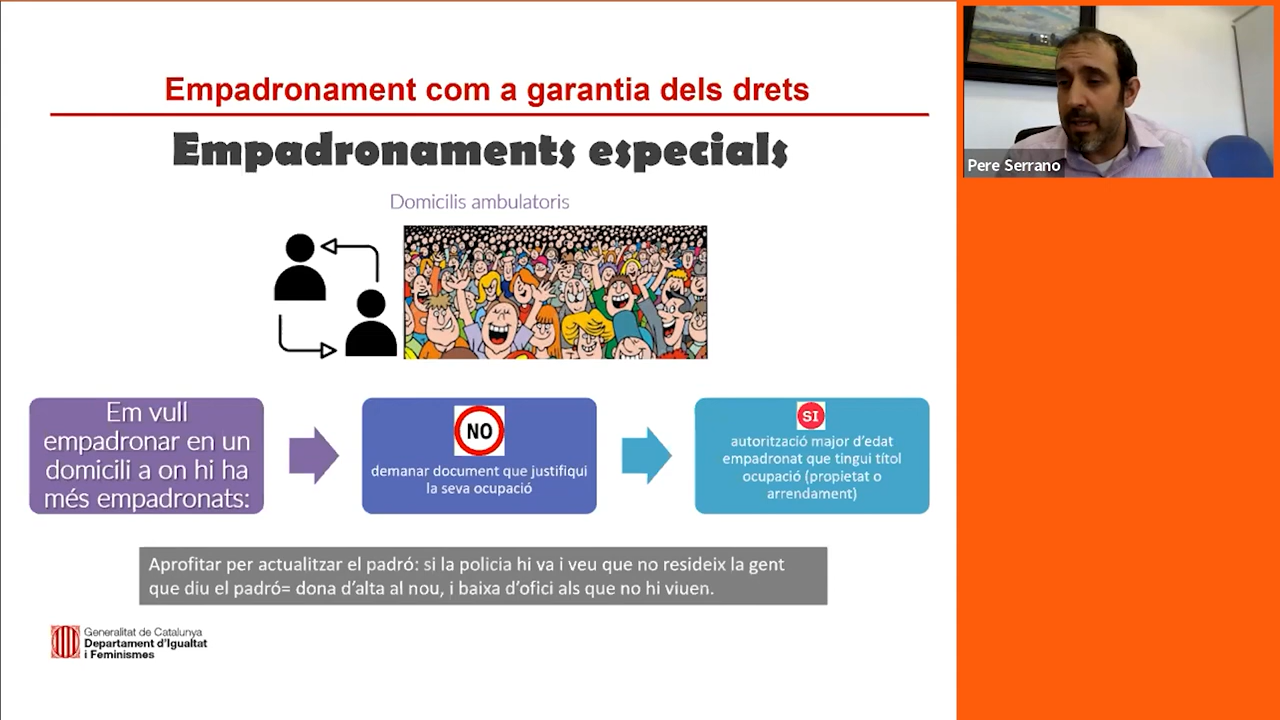 Empadronament com a garantia dels drets
Empadronaments especials
Domicilis ambulatoris
Em vull
empadronar en un
domicili a on hi ha
més empadronats:
NO
demanar document que justifiqui
la seva ocupació
SI
autorització major d'edat
empadronat que tingui títol
ocupació (propietat o
arrendament)
Aprofitar per actualitzar el padró: si la policia hi va i veu que no resideix la gent
que diu el padró= dona d'alta al nou, i baixa d'ofici als que no hi viuen.
Generalitat de Catalunya
Departament d'Igualtat
i Feminismes
Pere Serrano